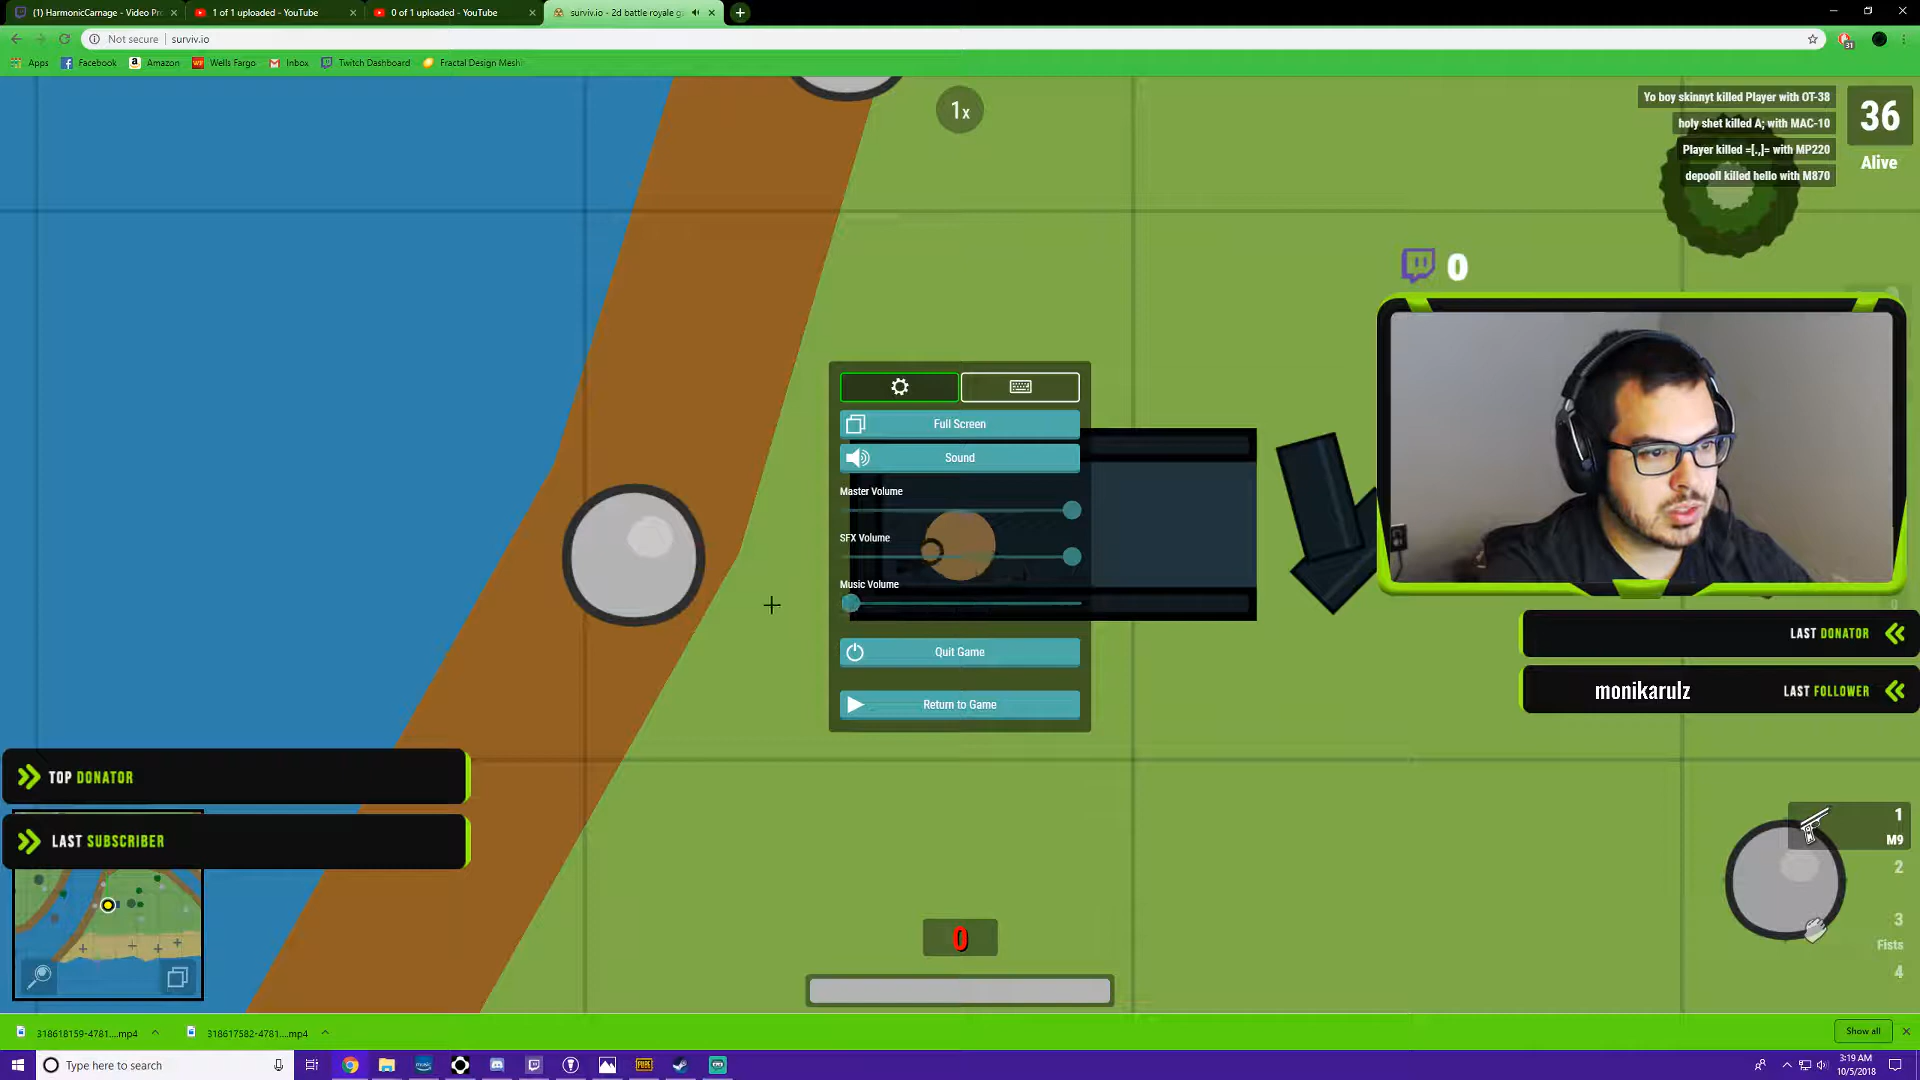 (1) HarmonicCarnage - Video Pr
1 of 1 uploaded - YouTube
0 of 1 uploaded - YouTube
surviv.io - 2d battle royale g
Not secure
surviv.io
31
Apps
Facebook
Amazon
Wells Fargo
Inbox
Twitch Dashboard
Fractal Design Meshi
1x
Yo boy skinnyt killed Player with OT-38
holy shet killed A; with MAC-10
Player killed =[.,]= with MP220
depooll killed hello with M870
36
Alive
0
Full Screen
Sound
Master Volume
SFX Volume
Music Volume
Quit Game
Return to Game
LAST DONATOR
monikarulz LAST FOLLOWER
TOP DONATOR
LAST SUBSCRIBER
1
M9
2
3
Fists
4
0
318618159-4781....mp4
318617582-4781....mp4
Show all
Type here to search
3:19 AM
10/5/2018